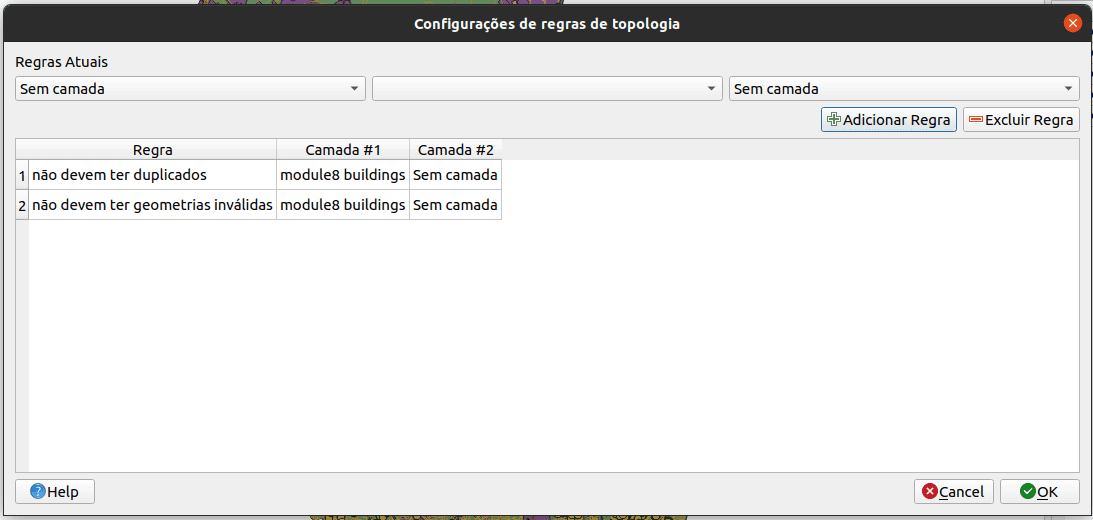 Configurações de regras de topologia
Regras Atuais
Sem camada Sem camada
Adicionar Regra Excluir Regra
Regra Camada #1 Camada #2
1 não devem ter duplicados module8 buildings Sem camada
2 não devem ter geometrias inválidas module8 buildings Sem camada
Help Cancel OK